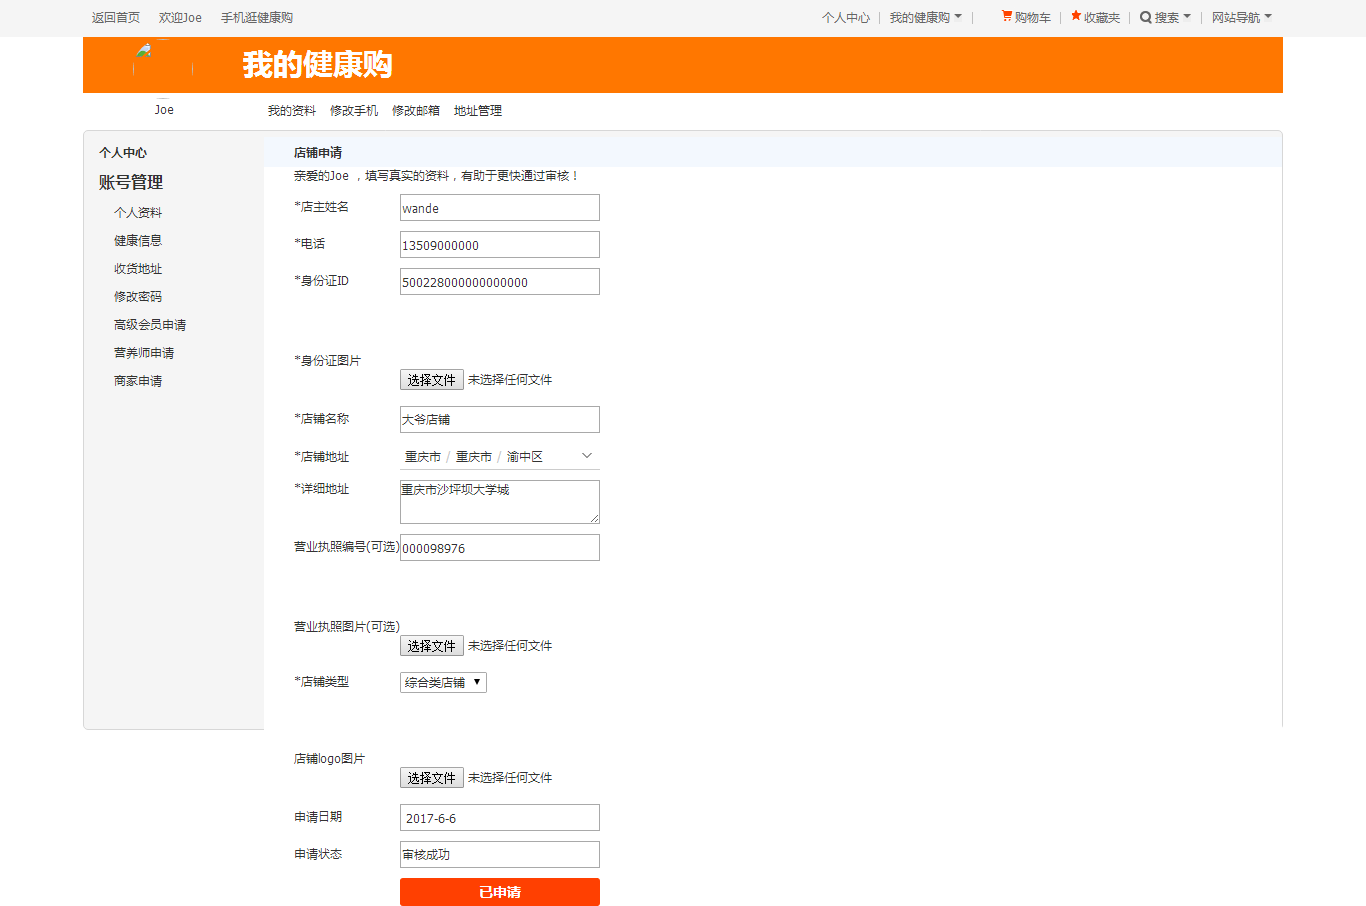 返回首页 欢迎Joe 手机逛健康购 个人中心 我的健康购 购物车 收藏夹 搜索 网站导航
我的健康购
Joe 我的资料 修改手机 修改邮箱 地址管理
个人中心
账号管理
个人资料
健康信息
收货地址
修改密码
高级会员申请
营养师申请
商家申请
店铺申请
亲爱的Joe ，填写真实的资料，有助于更快通过审核！
*店主姓名 wande
*电话 13509000000
*身份证ID 500228000000000000
*身份证图片
选择文件 未选择任何文件
*店铺名称 大爷店铺
*店铺地址 重庆市 / 重庆市 / 渝中区
*详细地址 重庆市沙坪坝大学城
营业执照编号(可选) 000098976
营业执照图片(可选)
选择文件 未选择任何文件
*店铺类型 综合类店铺
店铺logo图片
选择文件 未选择任何文件
申请日期 2017-6-6
申请状态 审核成功
已申请